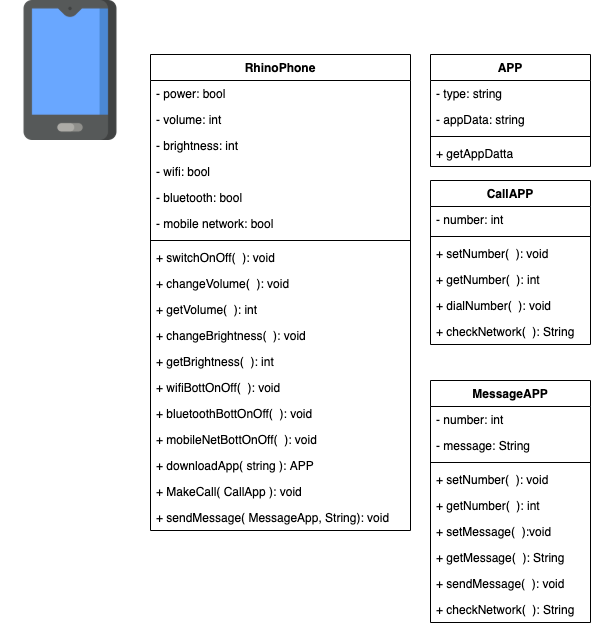 RhinoPhone
- power: bool
- volume: int
- brightness: int
- wifi: bool
- bluetooth: bool
- mobile network: bool
+ switchOnOff(  ): void
+ changeVolume(  ): void
+ getVolume(  ): int
+ changeBrightness(  ): void
+ getBrightness(  ): int
+ wifiBottOnOff(  ): void
+ bluetoothBottOnOff(  ): void
+ mobileNetBottOnOff(  ): void
+ downloadApp( string ): APP
+ MakeCall( CallApp ): void
+ sendMessage( MessageApp, String): void
APP
- type: string
- appData: string
+ getAppDatta
CallAPP
- number: int
+ setNumber(  ): void
+ getNumber(  ): int
+ dialNumber(  ): void
+ checkNetwork(  ): String
MessageAPP
- number: int
- message: String
+ setNumber(  ): void
+ getNumber(  ): int
+ setMessage(  ):void
+ getMessage(  ): String
+ sendMessage(  ): void
+ checkNetwork(  ): String